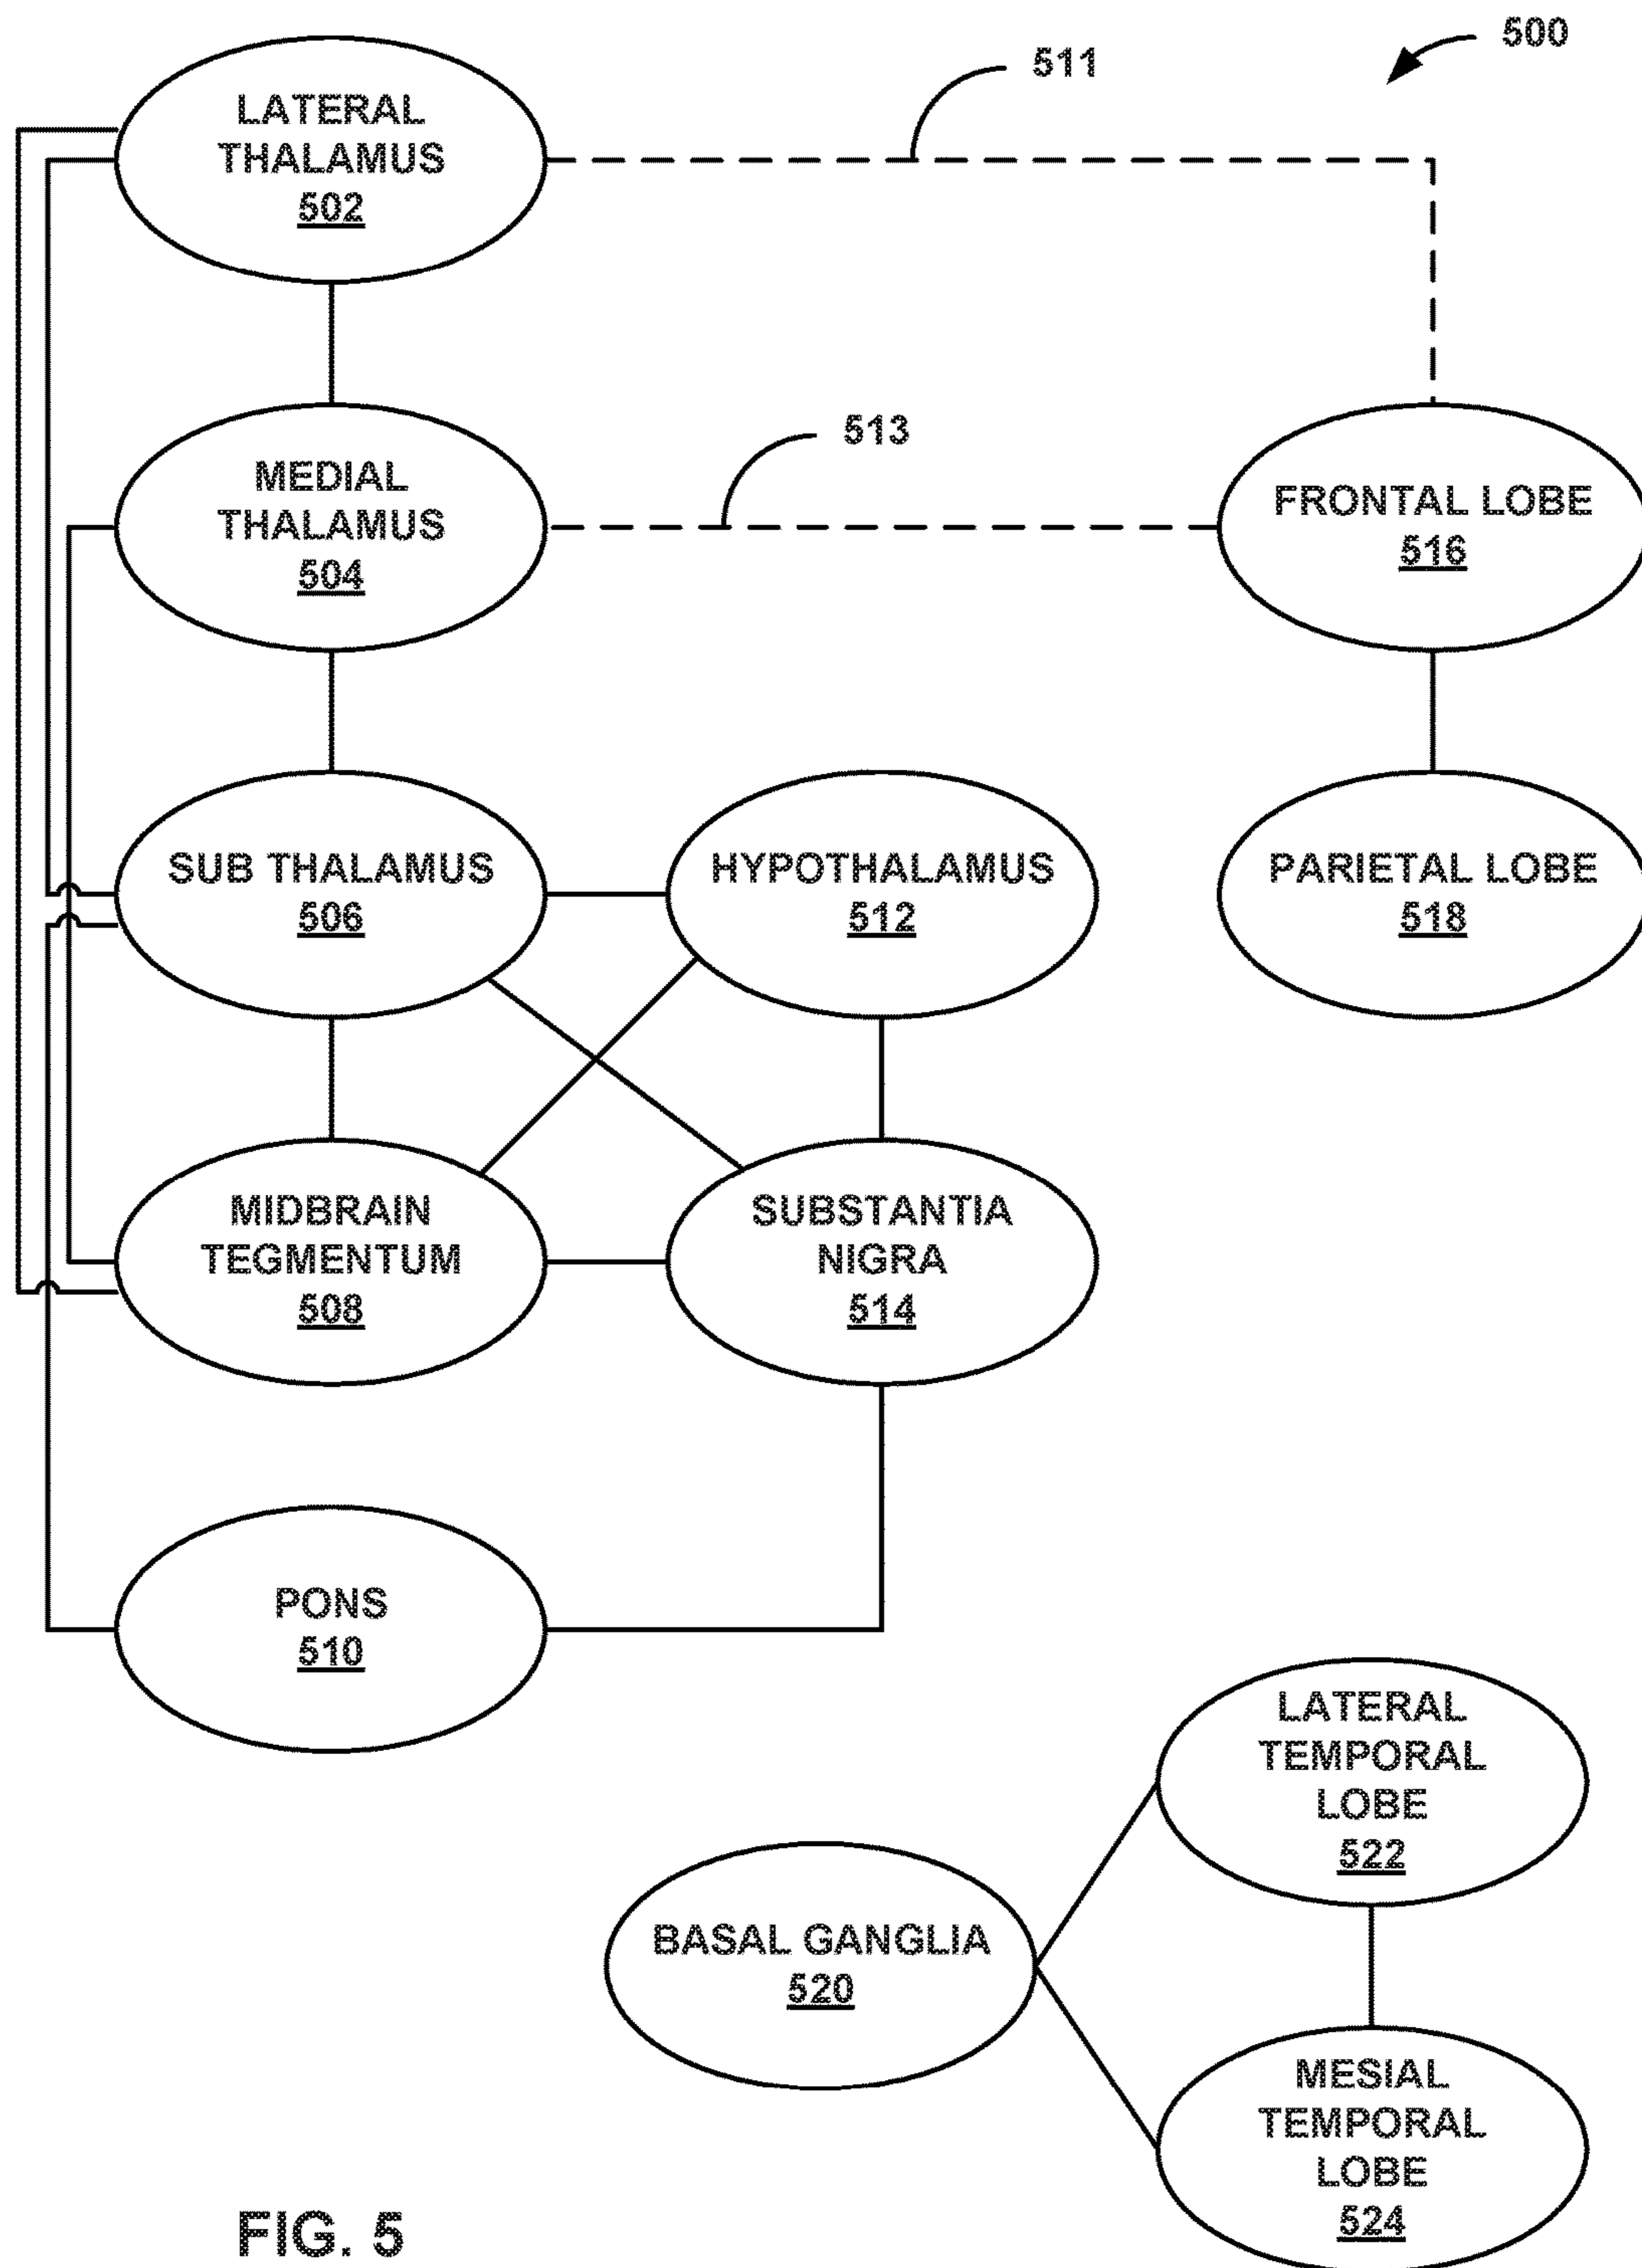 500
511
LATERAL
THALAMUS
502
513
MEDIAL
THALAMUS
504
FRONTAL LOBE
516
SUB THALAMUS
506
HYPOTHALAMUS
512
PARIETAL LOBE
518
MIDBRAIN
TEGMENTUM
508
SUBSTANTIA
NIGRA
514
PONS
510
LATERAL
TEMPORAL
LOBE
522
BASAL GANGLIA
520
MESIAL
TEMPORAL
LOBE
524
FIG. 5